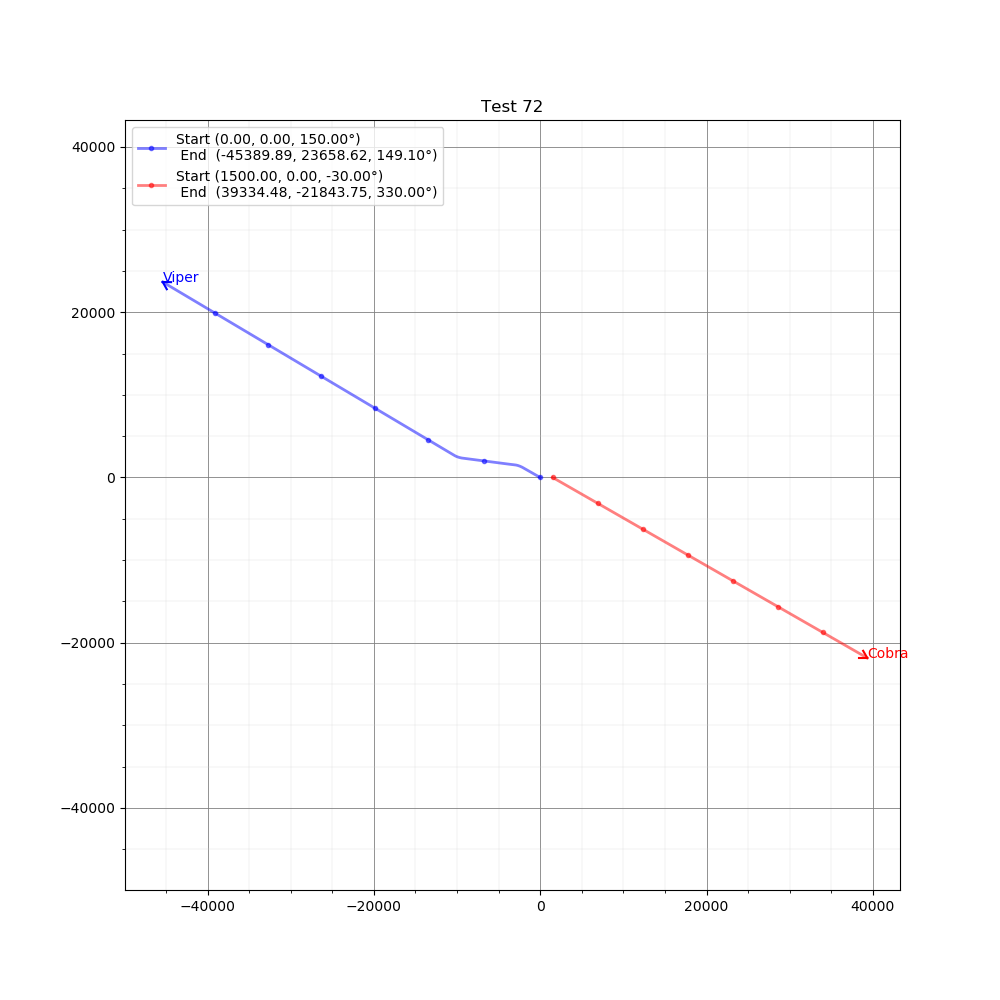 Test 72
Start (0.00, 0.00, 150.00°)
End (-45389.89, 23658.62, 149.10°)
Start (1500.00, 0.00, -30.00°)
End (39334.48, -21843.75, 330.00°)
40000
20000
0
−20000
−40000
Viper
Cobra
−40000 −20000 0 20000 40000